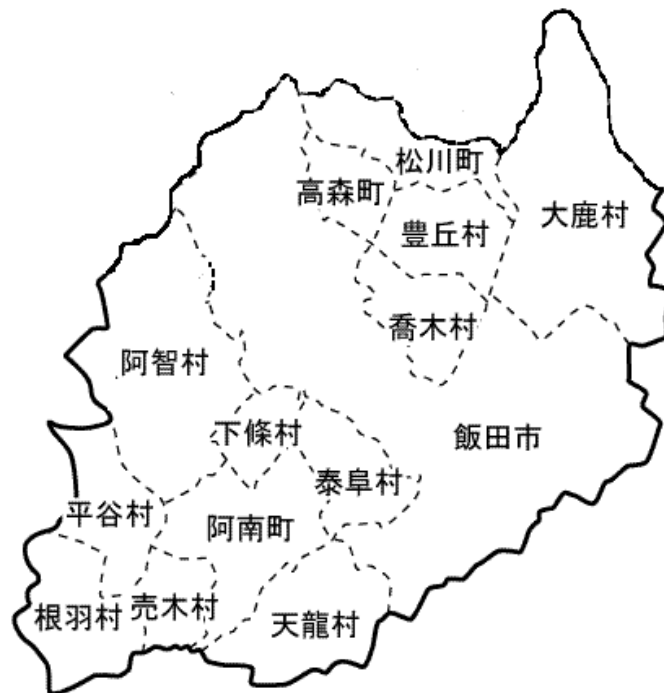 松川町
高森町
大鹿村
豊丘村
喬木村
阿智村
下條村
飯田市
泰阜村
平谷村
阿南町
根羽村
売木村
天龍村